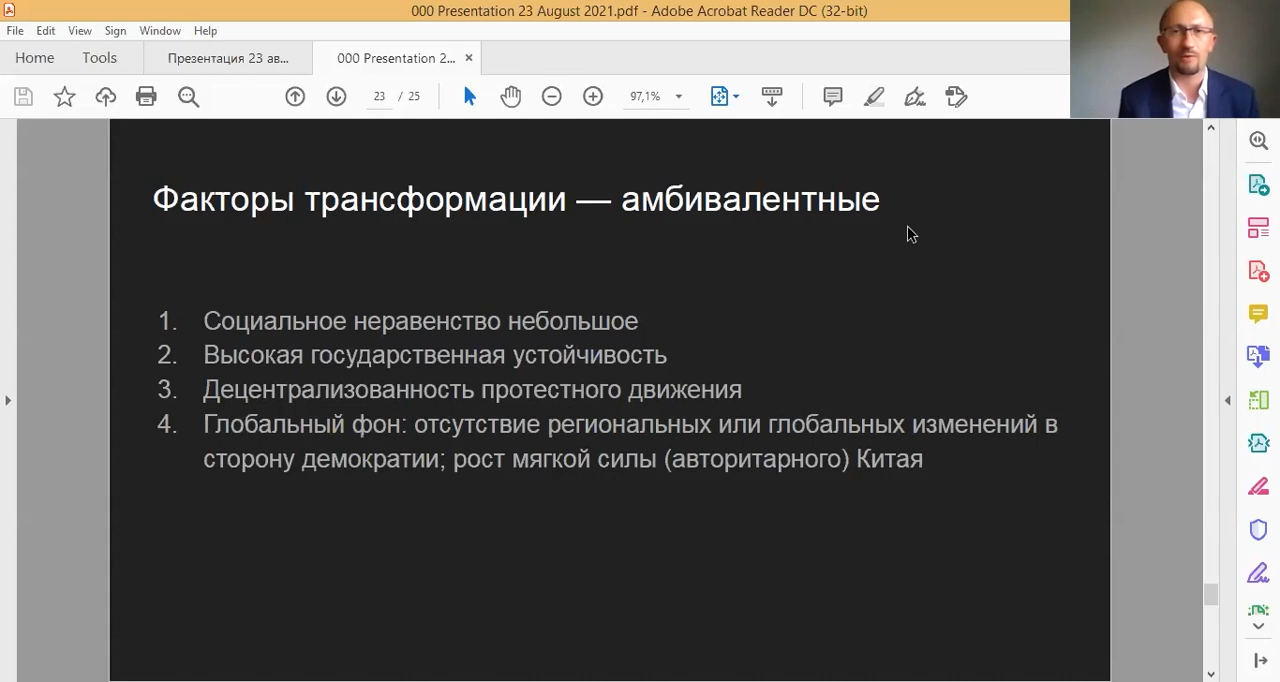 000 Presentation 23 August 2021.pdf - Adobe Acrobat Reader DC (32-bit)
File Edit View Sign Window Help
Home Tools Презентация 23 ав... 000 Presentation 2... ×
23 / 25 97,1%
Факторы трансформации — амбивалентные
1. Социальное неравенство небольшое
2. Высокая государственная устойчивость
3. Децентрализованность протестного движения
4. Глобальный фон: отсутствие региональных или глобальных изменений в
сторону демократии; рост мягкой силы (авторитарного) Китая